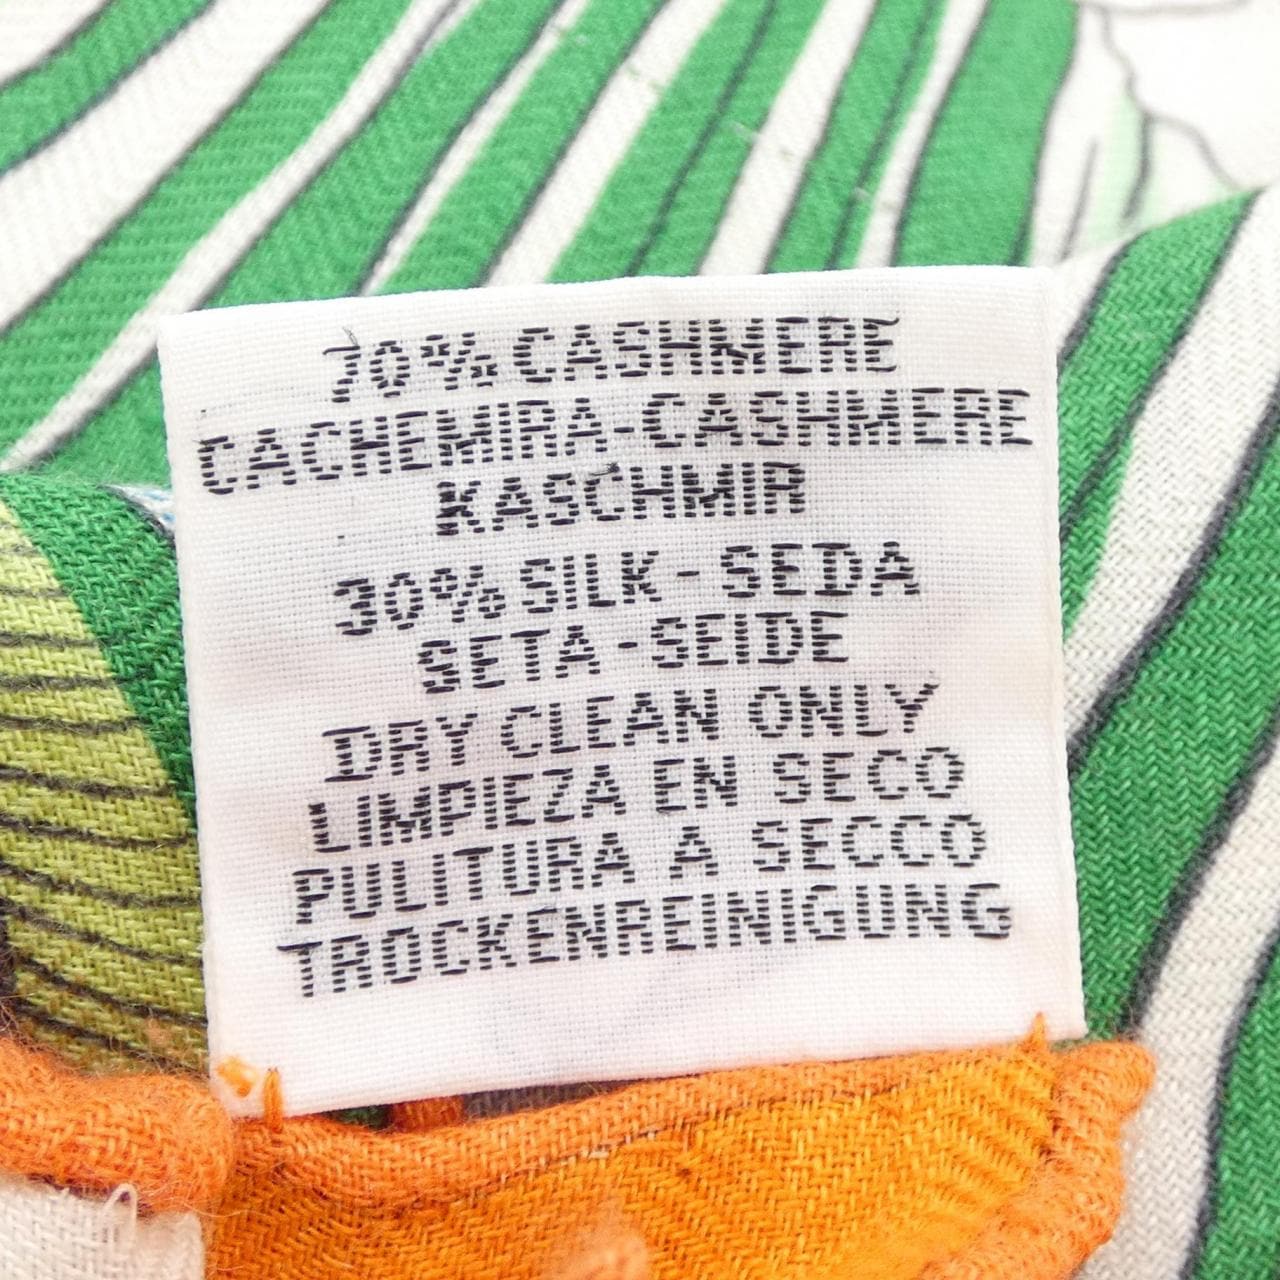 70% CASHMERE
CACHEMIRA-CASHMERE
KASCHMIR
30% SILK - SEDA
SETA - SEIDE
DRY CLEAN ONLY
LIMPIEZA EN SECO
PULITURA A SECCO
TROCKENREINIGUNG